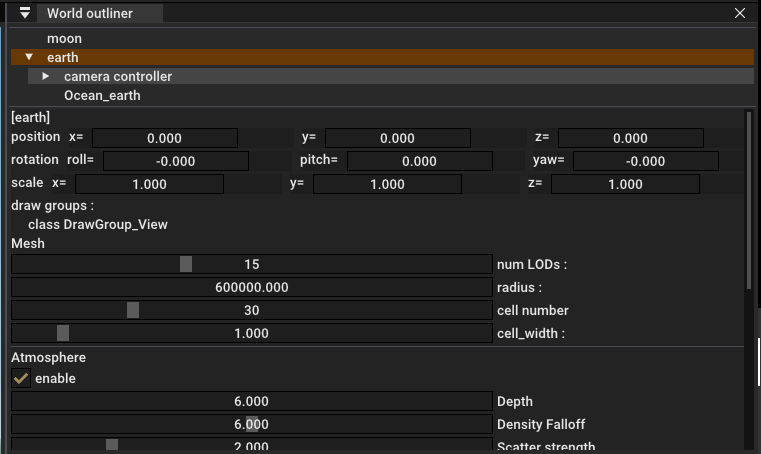 World outliner
moon
earth
camera controller
Ocean_earth
[earth]
position x= 0.000 y= 0.000 z= 0.000
rotation roll= -0.000 pitch= 0.000 yaw= -0.000
scale x= 1.000 y= 1.000 z= 1.000
draw groups :
class DrawGroup_View
Mesh
15 num LODs :
600000.000 radius :
30 cell number
1.000 cell_width :
Atmosphere
enable
6.000 Depth
6.000 Density Falloff
2.000 Scatter strength